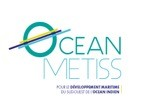 OCEAN
METISS
POUR LE DÉVELOPPEMENT MARITIME
DU SUD-OUEST DE L'OCÉAN INDIEN